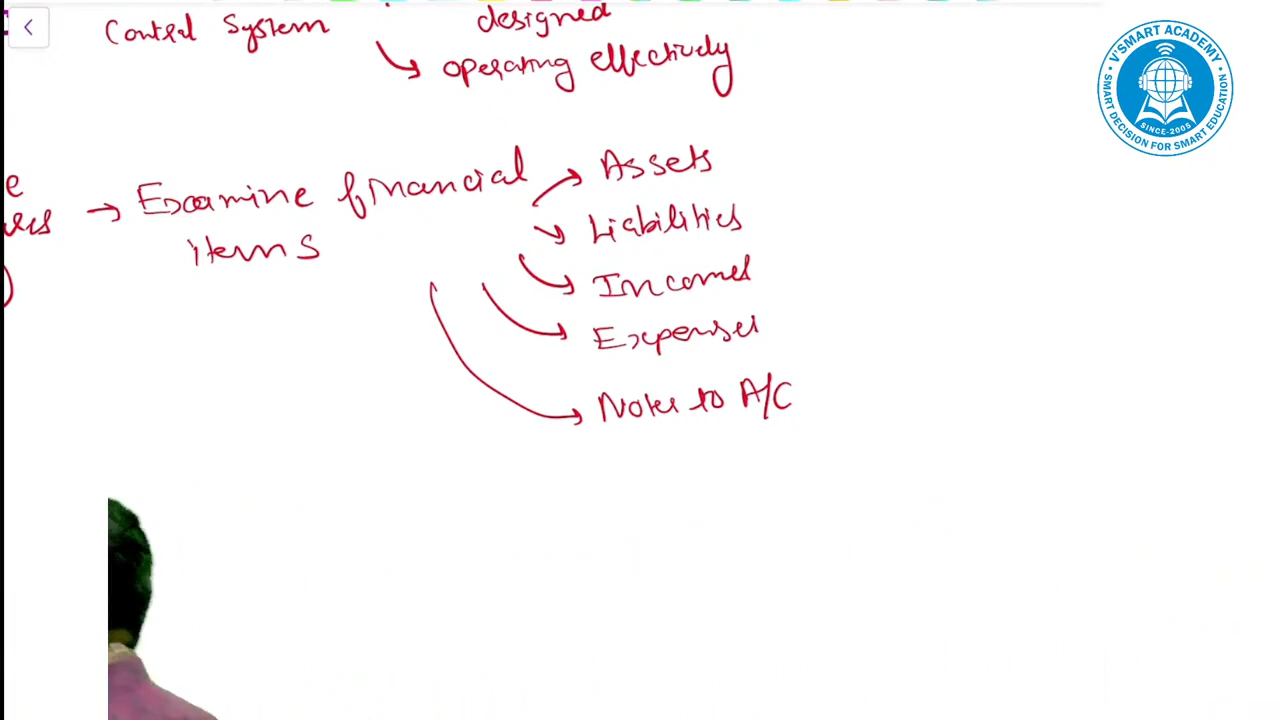 Control System
designed
operating effectively
→ Examine financial
items
Assets
Liabilities
Incomes
Expenses
Notes to A/C
V'SMART ACADEMY
SINCE-2005
SMART DECISION FOR SMART EDUCATION